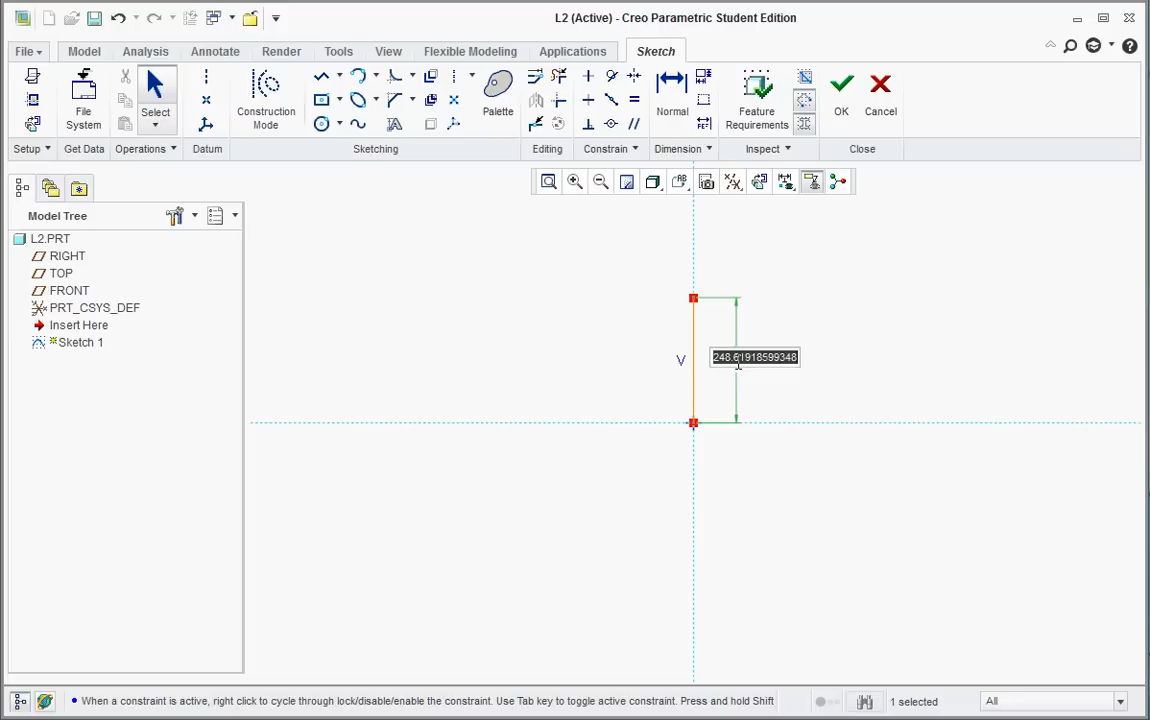 L2 (Active) - Creo Parametric Student Edition
File Model Analysis Annotate Render Tools View Flexible Modeling Applications Sketch
File System
Select
Construction Mode
Palette
Normal
Feature Requirements
OK
Cancel
Setup Get Data Operations Datum Sketching Editing Constrain Dimension Inspect Close
Model Tree
L2.PRT
RIGHT
TOP
FRONT
PRT_CSYS_DEF
Insert Here
Sketch 1
V
248.61918599348
When a constraint is active, right click to cycle through lock/disable/enable the constraint. Use Tab key to toggle active constraint. Press and hold Shift
1 selected
All